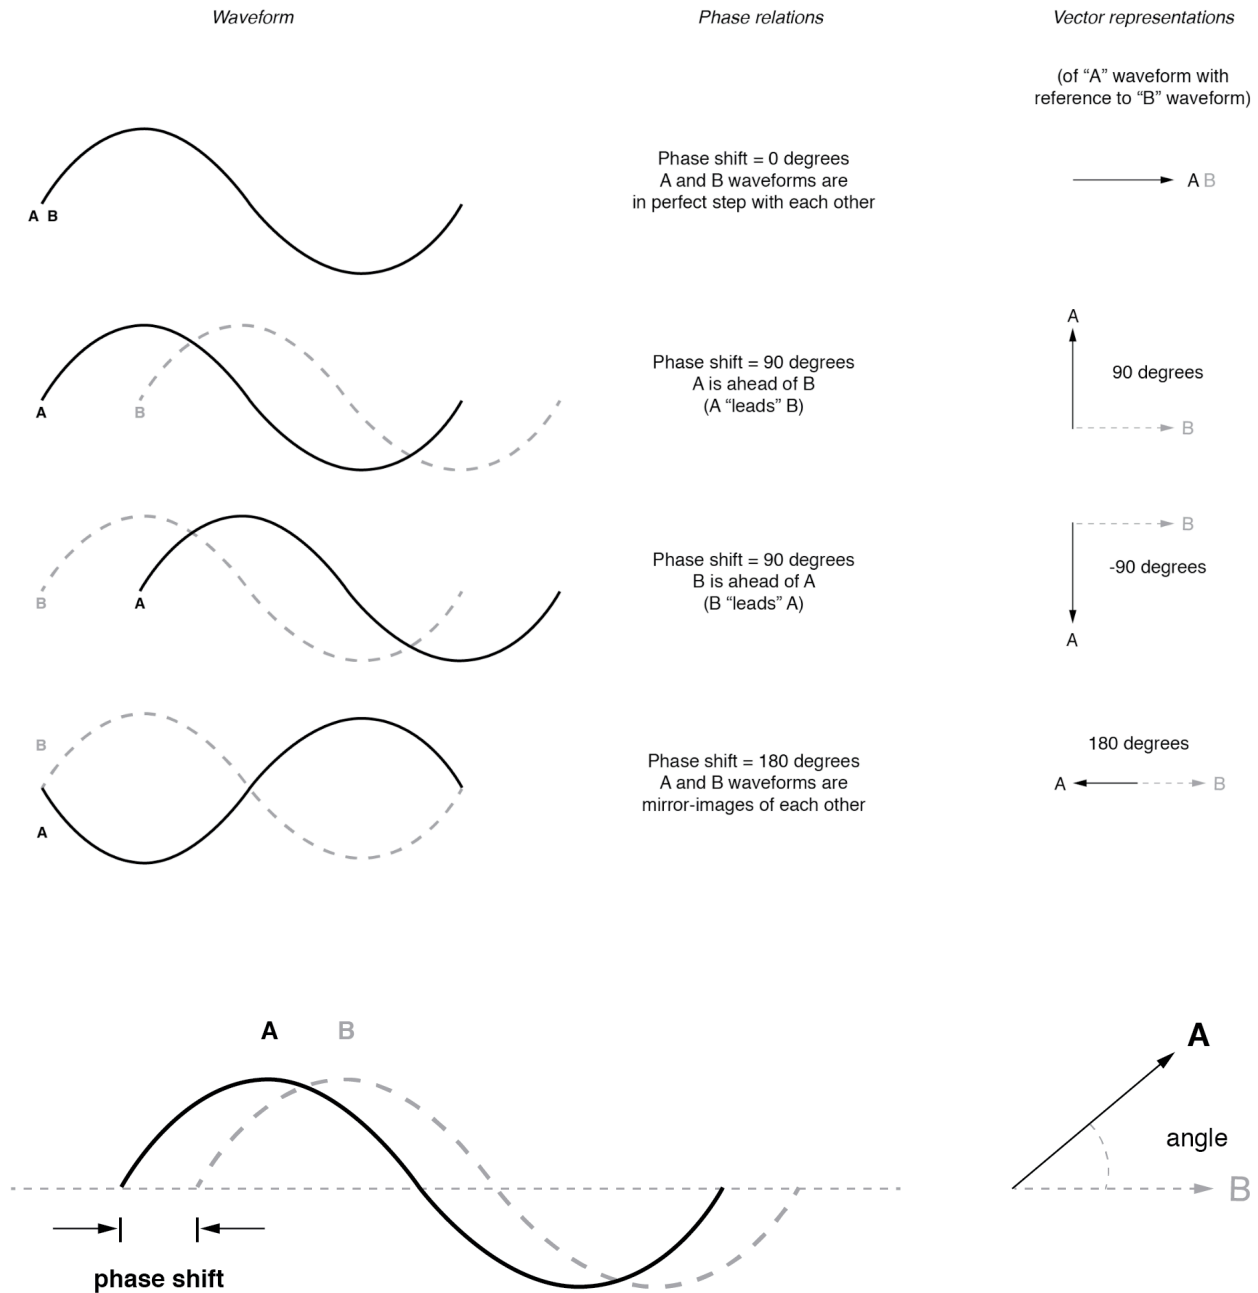 Waveform
Phase relations
Vector representations
(of “A” waveform with
reference to “B” waveform)
A B
Phase shift = 0 degrees
A and B waveforms are
in perfect step with each other
A B
A
B
Phase shift = 90 degrees
A is ahead of B
(A “leads” B)
A
90 degrees
B
B
A
Phase shift = 90 degrees
B is ahead of A
(B “leads” A)
B
-90 degrees
A
B
A
Phase shift = 180 degrees
A and B waveforms are
mirror-images of each other
180 degrees
A
B
A
B
phase shift
A
angle
B